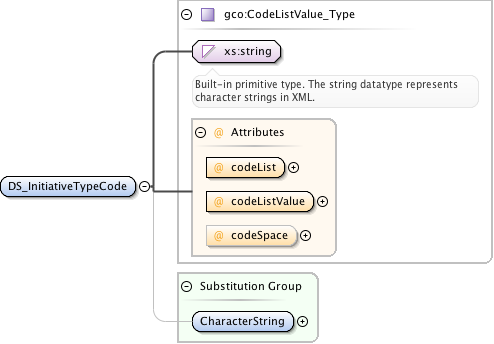 gco:CodeListValue_Type
xs:string
Built-in primitive type. The string datatype represents
character strings in XML.
@ Attributes
@ codeList
DS_InitiativeTypeCode
@ codeListValue
@ codeSpace
Substitution Group
CharacterString